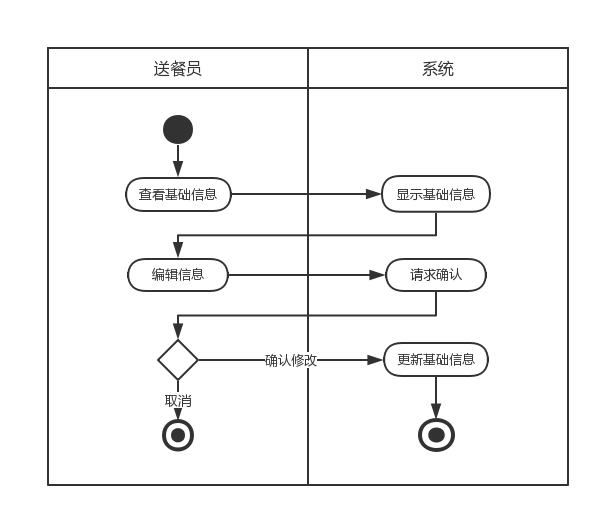 送餐员
系统
查看基础信息
显示基础信息
编辑信息
请求确认
确认修改
更新基础信息
取消